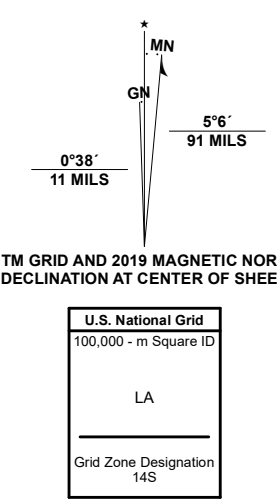 ★
MN
GN
5°6´
91 MILS
0°38´
11 MILS
TM GRID AND 2019 MAGNETIC NOR
DECLINATION AT CENTER OF SHEE
U.S. National Grid
100,000 - m Square ID
LA
Grid Zone Designation
14S